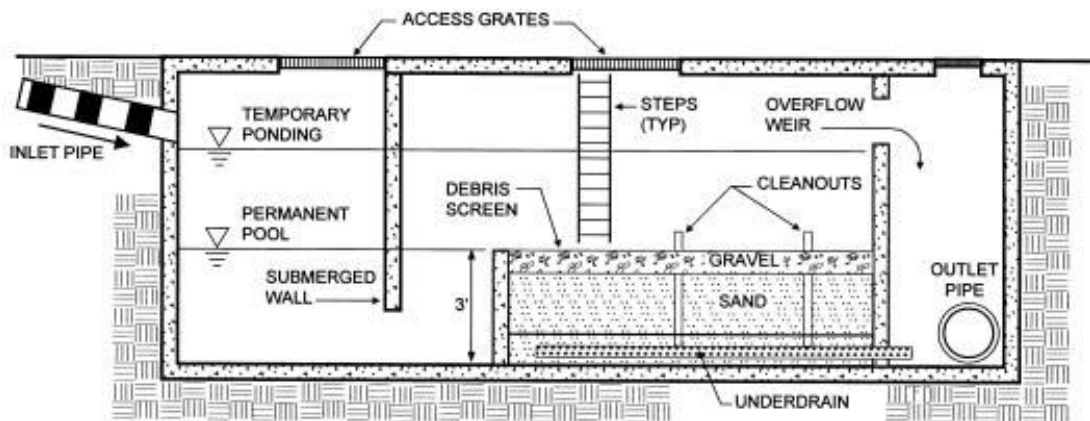 ACCESS GRATES
TEMPORARY
PONDING
STEPS
(TYP)
OVERFLOW
WEIR
INLET PIPE
DEBRIS
SCREEN
CLEANOUTS
PERMANENT
POOL
GRAVEL
OUTLET
PIPE
SUBMERGED
WALL
3'
SAND
UNDERDRAIN